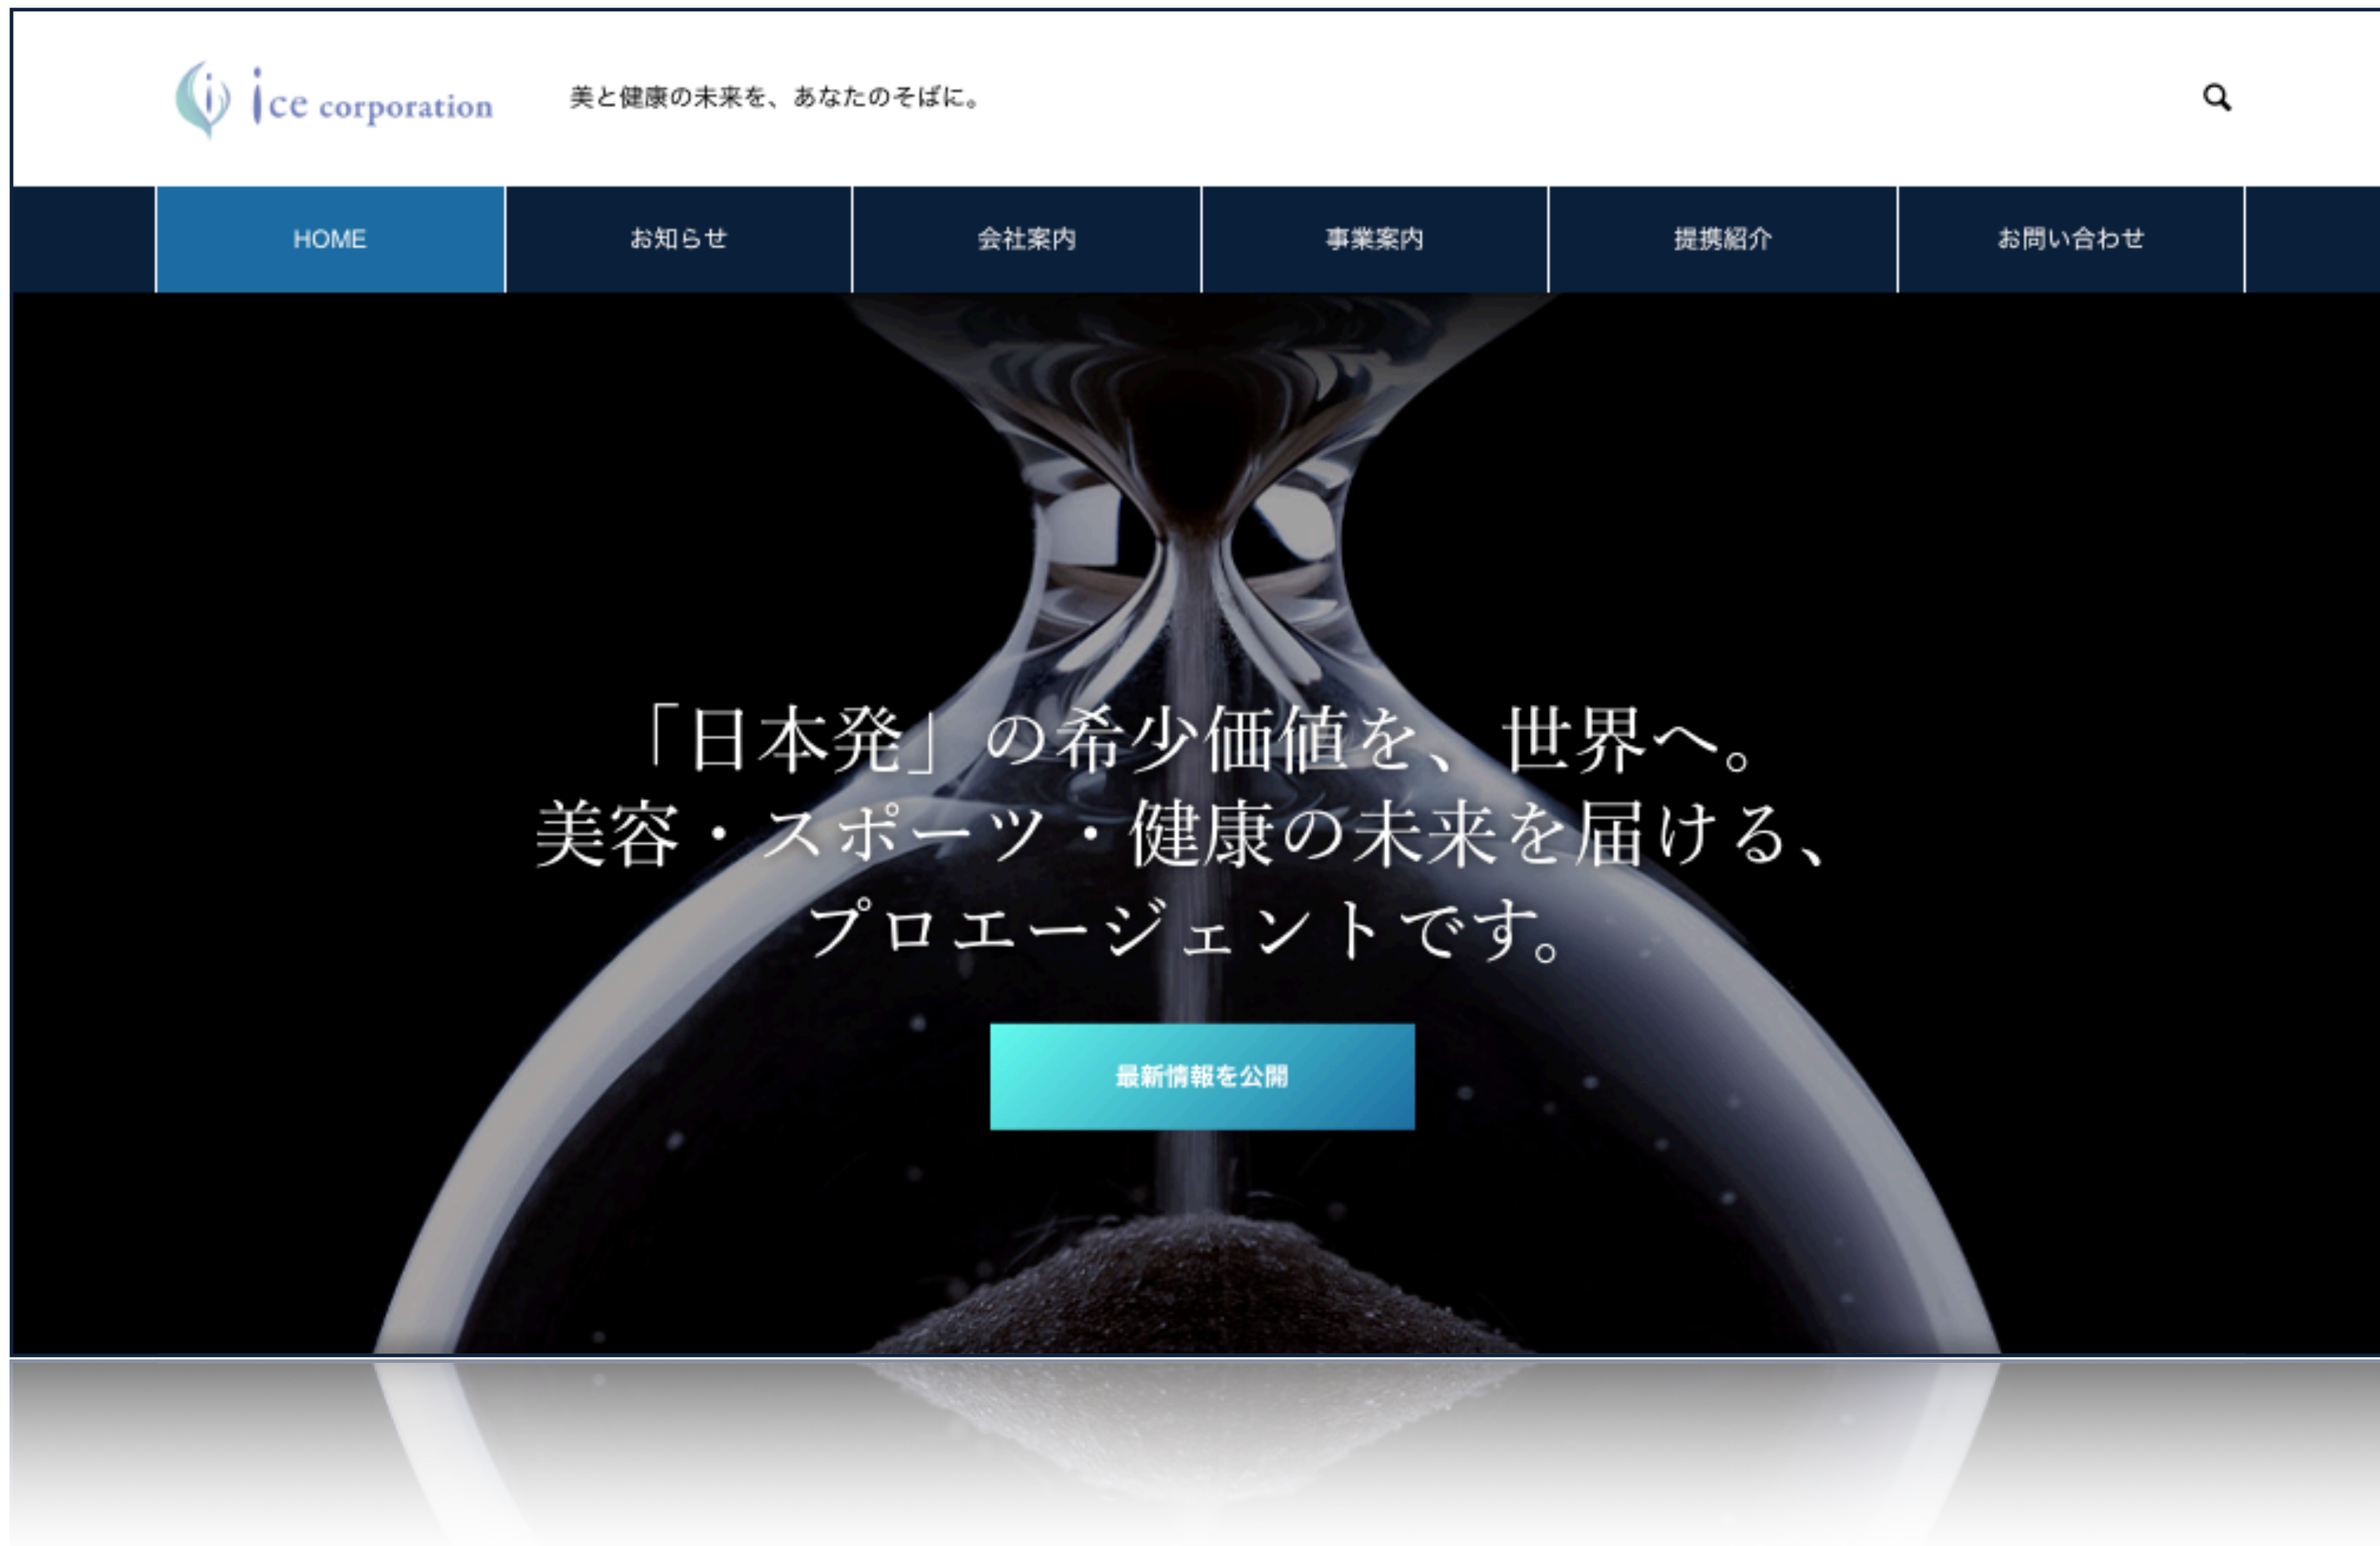 ice corporation
美と健康の未来を、あなたのそばに。
HOME
お知らせ
会社案内
事業案内
提携紹介
お問い合わせ
「日本発」の希少価値を、世界へ。
美容・スポーツ・健康の未来を届ける、
プロエージェントです。
最新情報を公開